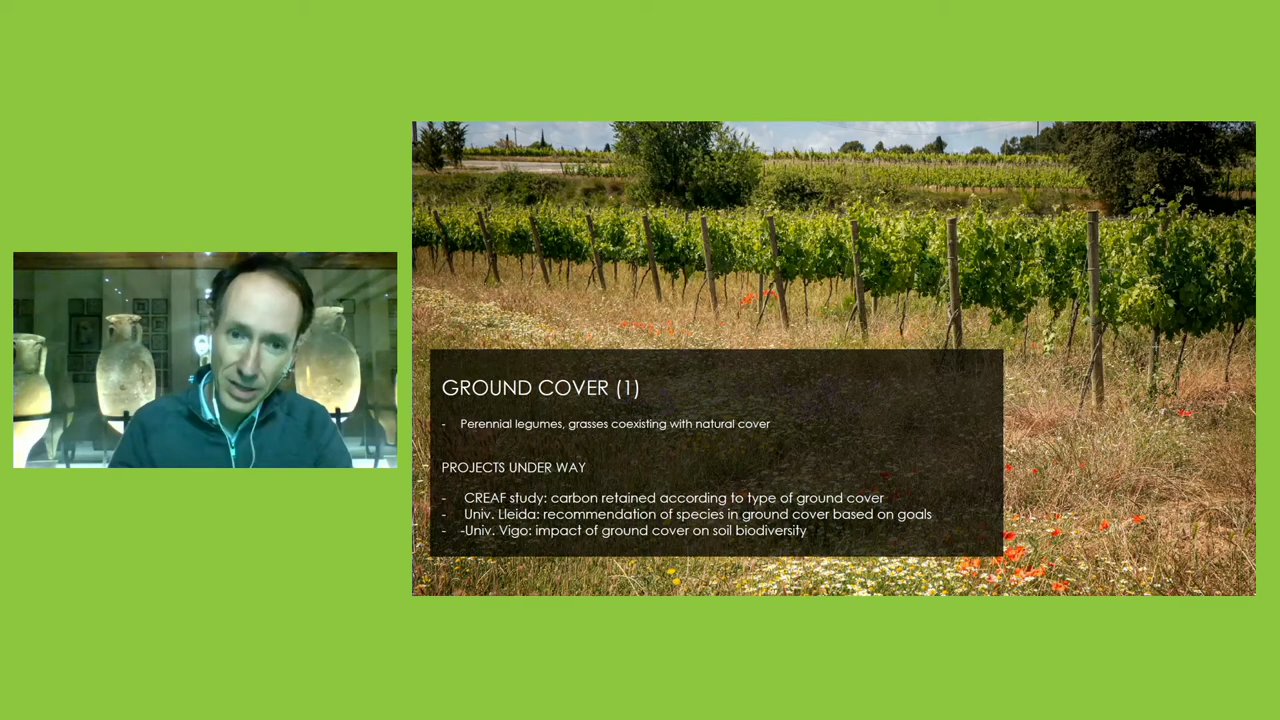 GROUND COVER (1)
- Perennial legumes, grasses coexisting with natural cover
PROJECTS UNDER WAY
- CREAF study: carbon retained according to type of ground cover
- Univ. Lleida: recommendation of species in ground cover based on goals
- -Univ. Vigo: impact of ground cover on soil biodiversity